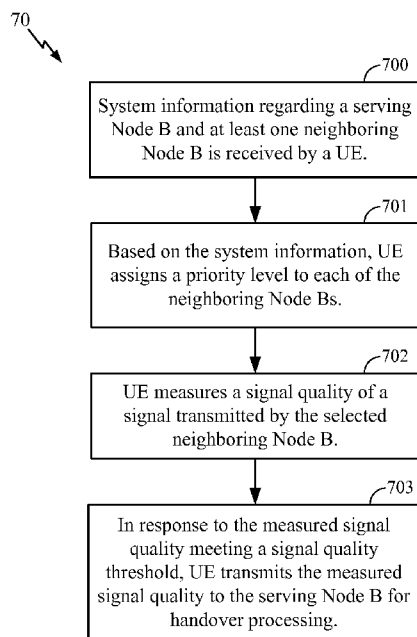 70
700
System information regarding a serving
Node B and at least one neighboring
Node B is received by a UE.
701
Based on the system information, UE
assigns a priority level to each of the
neighboring Node Bs.
702
UE measures a signal quality of a
signal transmitted by the selected
neighboring Node B.
703
In response to the measured signal
quality meeting a signal quality
threshold, UE transmits the measured
signal quality to the serving Node B for
handover processing.